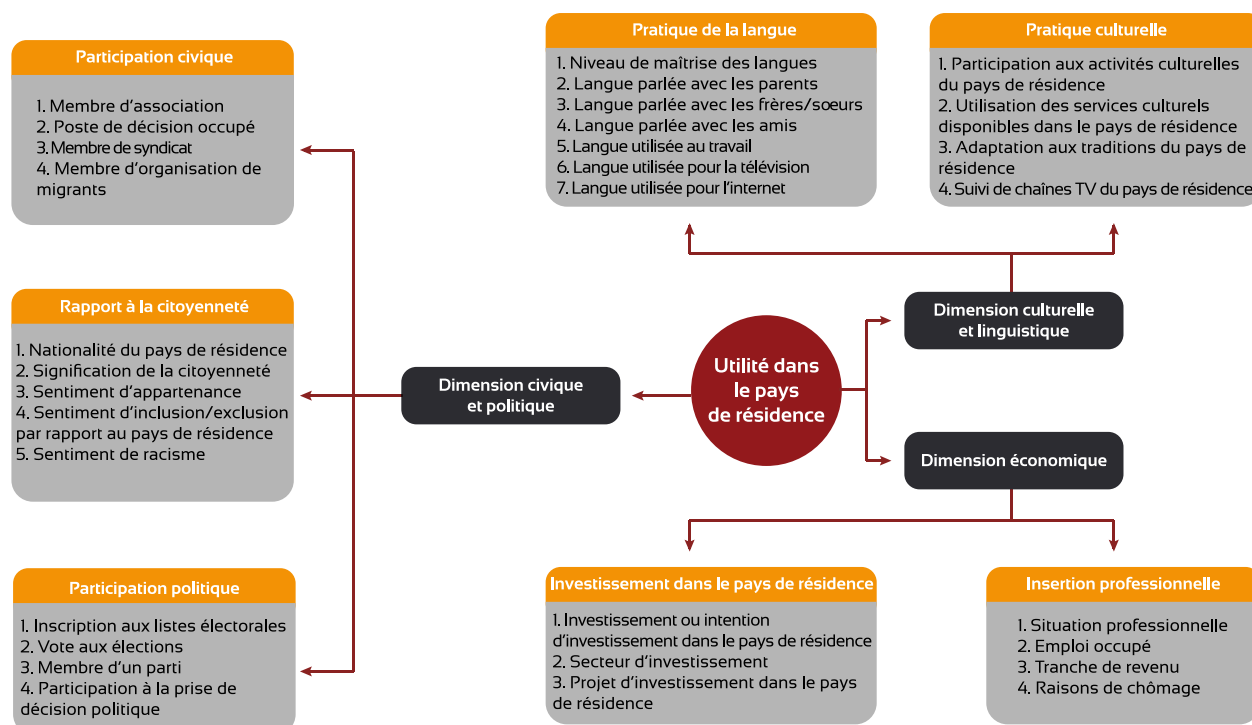 Participation civique
1. Membre d'association
2. Poste de décision occupé
3. Membre de syndicat
4. Membre d'organisation de
migrants
Pratique de la langue
1. Niveau de maîtrise des langues
2. Langue parlée avec les parents
3. Langue parlée avec les frères/sœurs
4. Langue parlée avec les amis
5. Langue utilisée au travail
6. Langue utilisée pour la télévision
7. Langue utilisée pour l'internet
Pratique culturelle
1. Participation aux activités culturelles
du pays de résidence
2. Utilisation des services culturels
disponibles dans le pays de résidence
3. Adaptation aux traditions du pays de
résidence
4. Suivi de chaînes TV du pays de résidence
Rapport à la citoyenneté
1. Nationalité du pays de résidence
2. Signification de la citoyenneté
3. Sentiment d'appartenance
4. Sentiment d'inclusion/exclusion
par rapport au pays de résidence
5. Sentiment de racisme
Dimension civique
et politique
Utilité dans
le pays
de résidence
Dimension culturelle
et linguistique
Dimension économique
Participation politique
1. Inscription aux listes électorales
2. Vote aux élections
3. Membre d'un parti
4. Participation à la prise de
décision politique
Investissement dans le pays de résidence
1. Investissement ou intention
d'investissement dans le pays de résidence
2. Secteur d'investissement
3. Projet d'investissement dans le pays
de résidence
Insertion professionnelle
1. Situation professionnelle
2. Emploi occupé
3. Tranche de revenu
4. Raisons de chômage